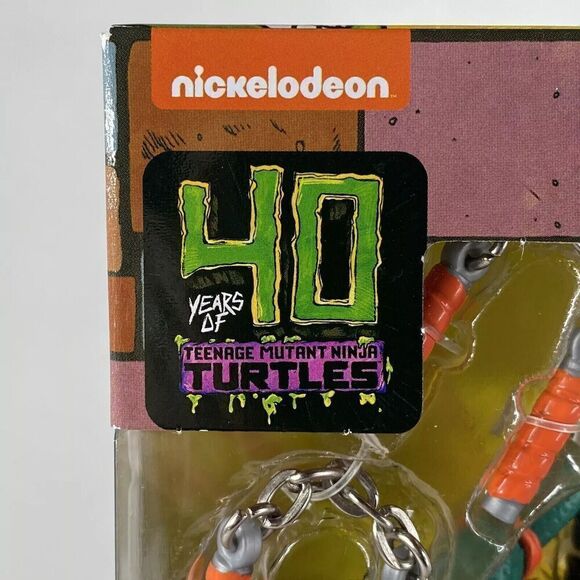 nickelodeon
40
YEARS
OF
TEENAGE MUTANT NINJA
TURTLES